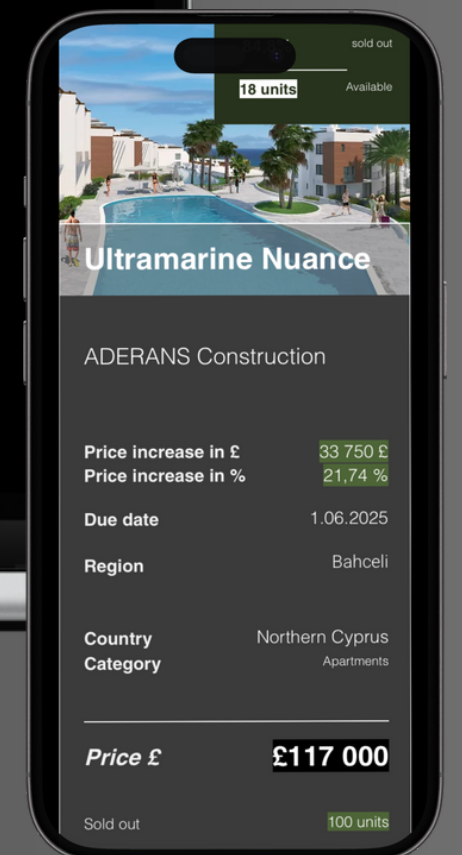 sold out
18 units Available
Ultramarine Nuance
ADERANS Construction
Price increase in £ 33 750 £
Price increase in % 21,74 %
Due date 1.06.2025
Region Bahceli
Country Northern Cyprus
Category Apartments
Price £ £117 000
Sold out 100 units